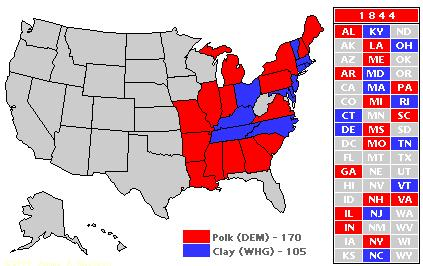 1844
AL KY ND
AK LA OH
AZ ME OK
AR MD OR
CA MA PA
CO MI RI
CT MN SC
DE MS SD
DC MO TN
FL MT TX
GA NE UT
HI NV VT
ID NH VA
IL NJ WA
IN NM WV
IA NY WI
KS NC WY
Polk (DEM) - 170
Clay (WHG) - 105